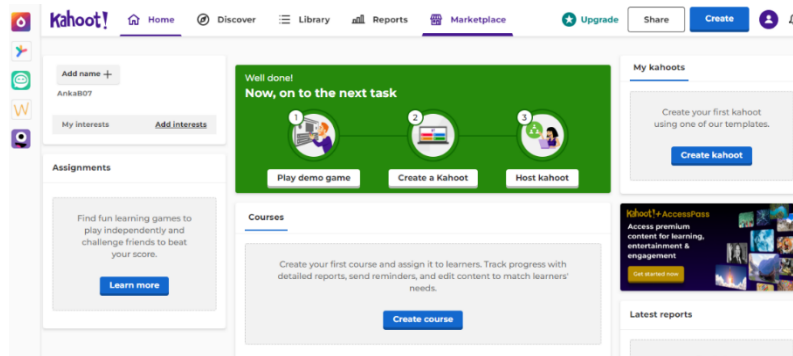 Kahoot!
Home
Discover
Library
Reports
Marketplace
Upgrade
Share
Create
Add name +
AnkaB07
My interests
Add interests
Assignments
Find fun learning games to
play independently and
challenge friends to beat
your score.
Learn more
Well done!
Now, on to the next task
1
2
3
Play demo game
Create a Kahoot
Host kahoot
Courses
Create your first course and assign it to learners. Track progress with
detailed reports, send reminders, and edit content to match learners'
needs.
Create course
My kahoots
Create your first kahoot
using one of our templates.
Create kahoot
Kahoot!+AccessPass
Access premium
content for learning,
entertainment &
engagement
Get started now
Latest reports